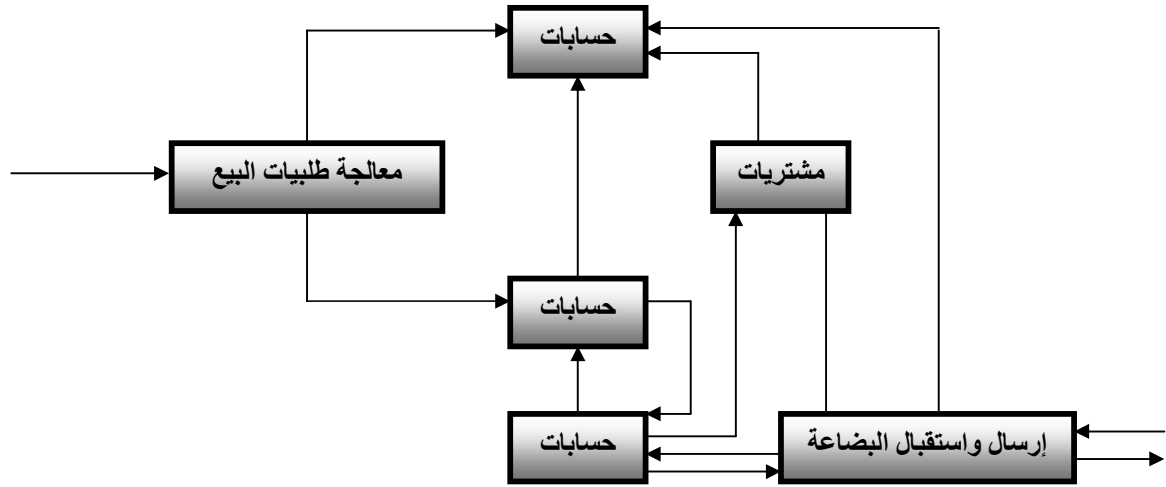 حسابات
معالجة طلبيات البيع
مشتريات
حسابات
حسابات
إرسال واستقبال البضاعة